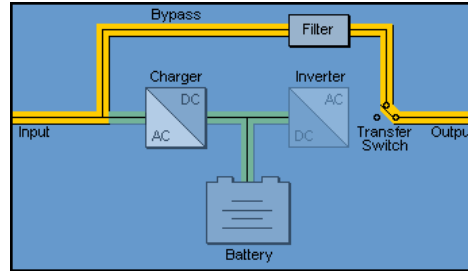 Bypass
Filter
Charger
Inverter
DC
AC
AC
DC
Input
Transfer
Switch
Outpu
Battery